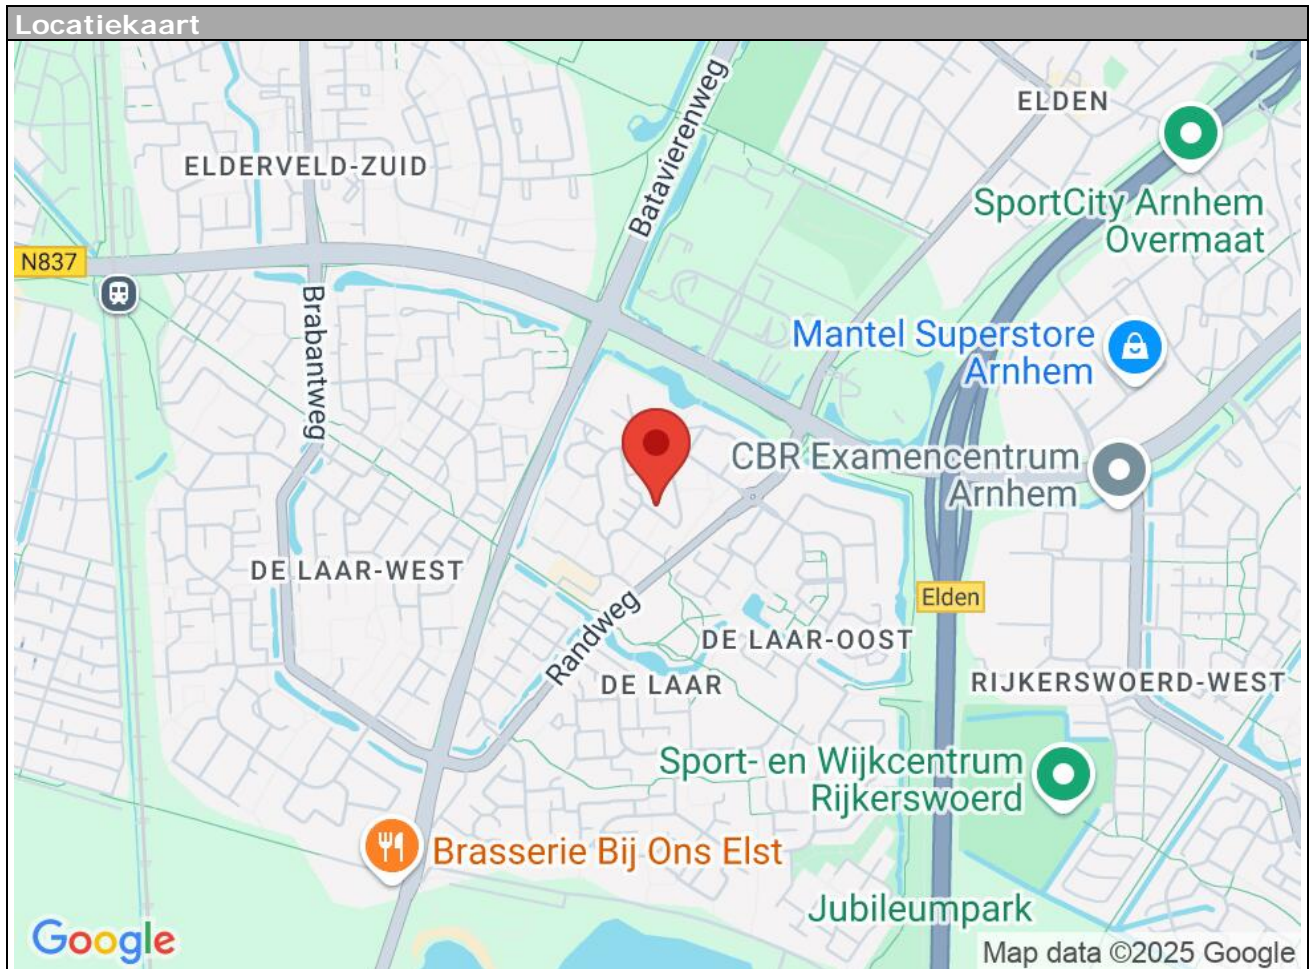 Locatiekaart
ELDEN
Batavierenweg
ELDERVELD-ZUID
SportCity Arnhem
Overmaat
N837
Brabantweg
Mantel Superstore
Arnhem
CBR Examencentrum
Arnhem
DE LAAR-WEST
Elden
Randweg
DE LAAR-OOST
DE LAAR
RIJKERSWOERD-WEST
Sport- en Wijkcentrum
Rijkerswoerd
Brasserie Bij Ons Elst
Jubileumpark
Google
Map data ©2025 Google